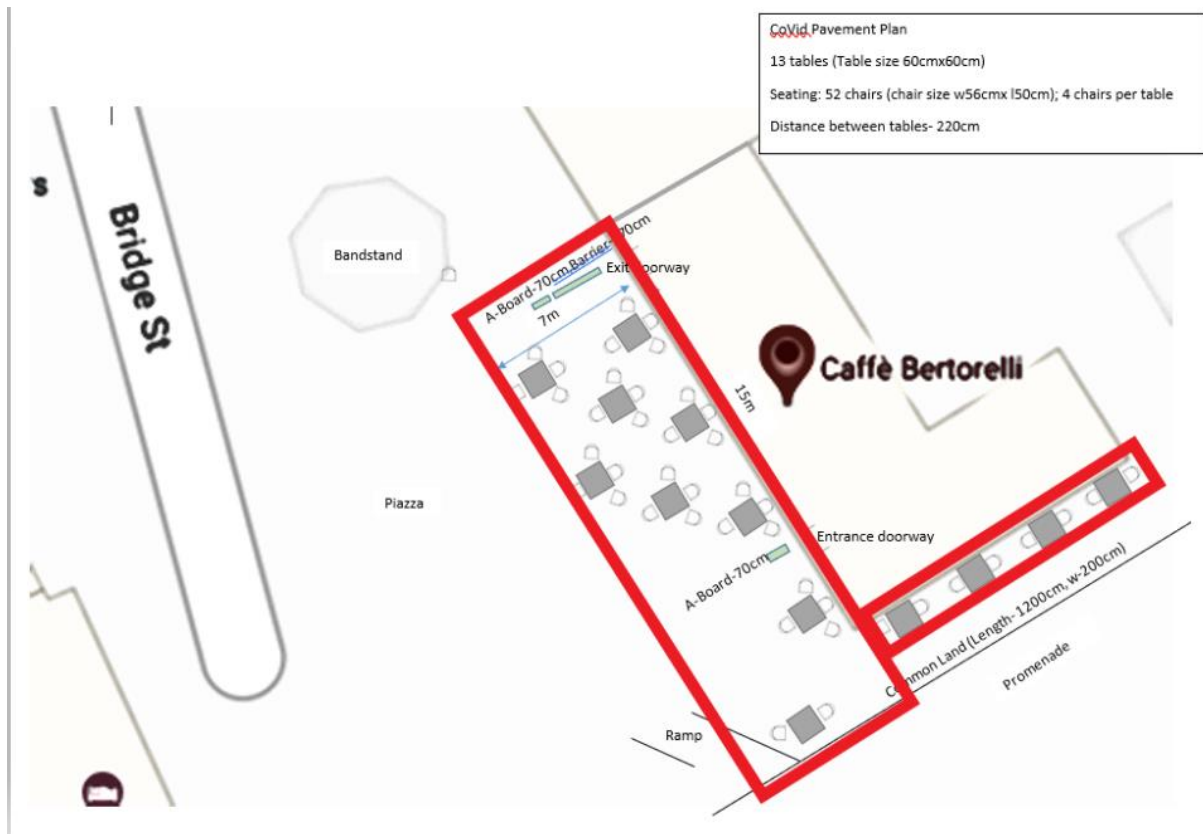 CoVid Pavement Plan
13 tables (Table size 60cmx60cm)
Seating: 52 chairs (chair size w56cmx l50cm); 4 chairs per table
Distance between tables- 220cm
s
Bridge St
Bandstand
A-Board-70cm Barrier- 70cm
Exit doorway
7m
Caffè Bertorelli
15m
Piazza
Entrance doorway
A-Board-70cm
Common Land (Length- 1200cm, w-200cm)
Promenade
Ramp